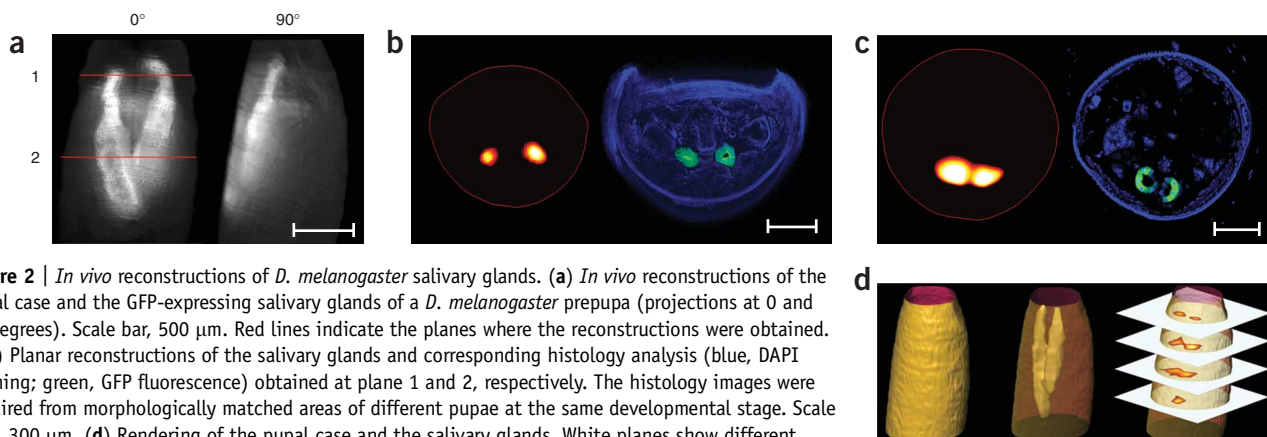 0° 90°
a b c
1
2
d
re 2 | In vivo reconstructions of D. melanogaster salivary glands. (a) In vivo reconstructions of the
al case and the GFP-expressing salivary glands of a D. melanogaster prepupa (projections at 0 and
egrees). Scale bar, 500 μm. Red lines indicate the planes where the reconstructions were obtained.
) Planar reconstructions of the salivary glands and corresponding histology analysis (blue, DAPI
ning; green, GFP fluorescence) obtained at plane 1 and 2, respectively. The histology images were
ired from morphologically matched areas of different pupae at the same developmental stage. Scale
300 μm. (d) Rendering of the pupal case and the salivary glands. White planes show different